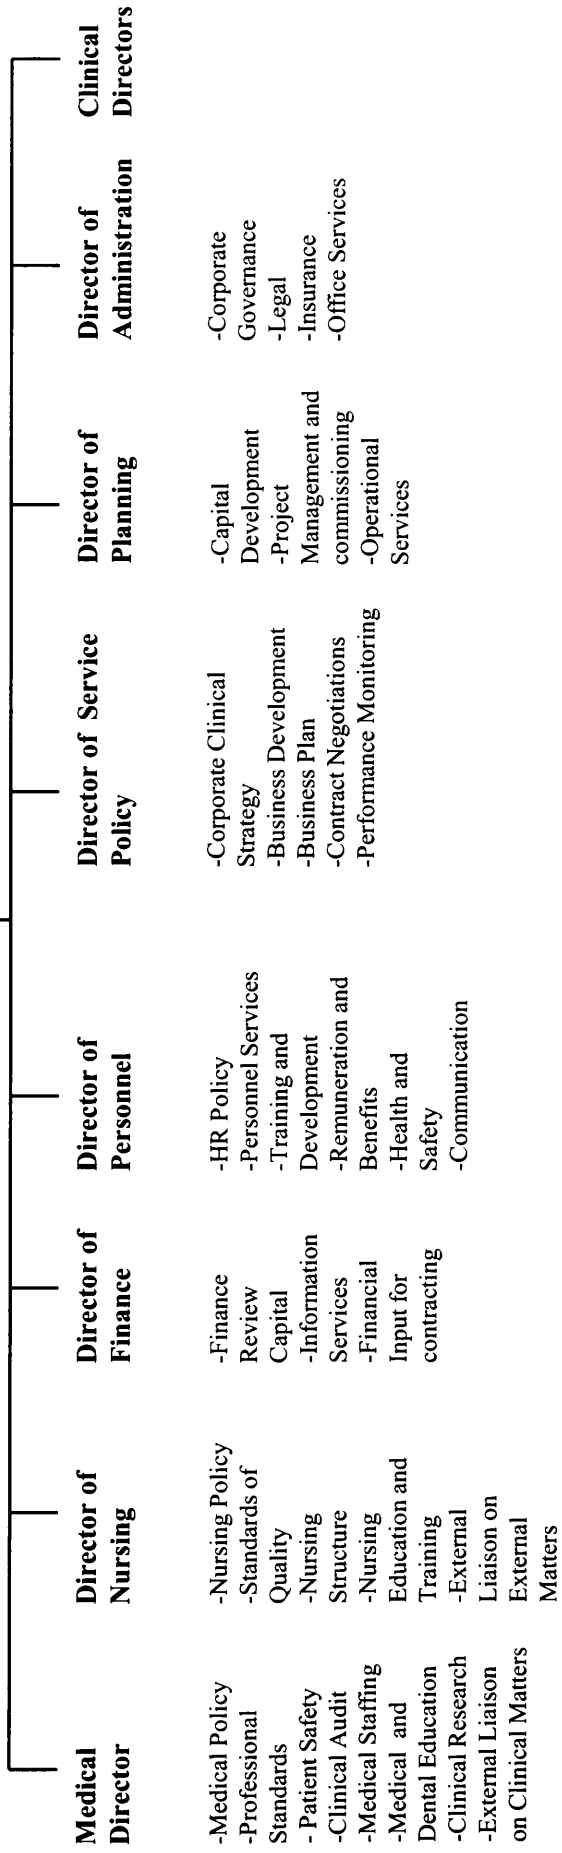 Medical
Director
-Medical Policy
-Professional
Standards
- Patient Safety
-Clinical Audit
-Medical Staffing
-Medical and
Dental Education
-Clinical Research
-External Liaison
on Clinical Matters
Director of
Nursing
-Nursing Policy
-Standards of
Quality
-Nursing
Structure
-Nursing
Education and
Training
-External
Liaison on
External
Matters
Director of
Finance
-Finance
Review
Capital
-Information
Services
-Financial
Input for
contracting
Director of
Personnel
-HR Policy
-Personnel Services
-Training and
Development
-Remuneration and
Benefits
-Health and
Safety
-Communication
Director of Service
Policy
-Corporate Clinical
Strategy
-Business Development
-Business Plan
-Contract Negotiations
-Performance Monitoring
Director of
Planning
-Capital
Development
-Project
Management and
commissioning
-Operational
Services
Director of
Administration
-Corporate
Governance
-Legal
-Insurance
-Office Services
Clinical
Directors